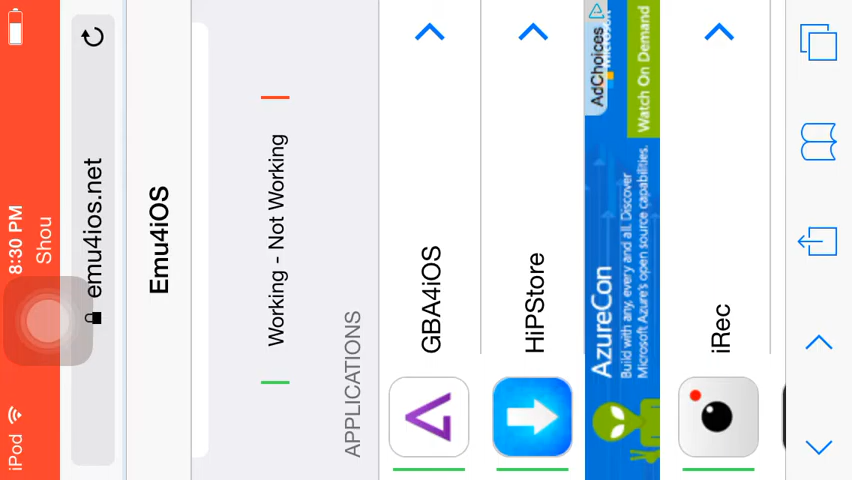 iPod
8:30 PM
Shou
emu4ios.net
Emu4iOS
Working - Not Working
APPLICATIONS
GBA4iOS
HiPStore
AzureCon
Build with any, every and all. Discover
Microsoft Azure's open source capabilities.
Microsoft
AdChoices
Watch On Demand
iRec